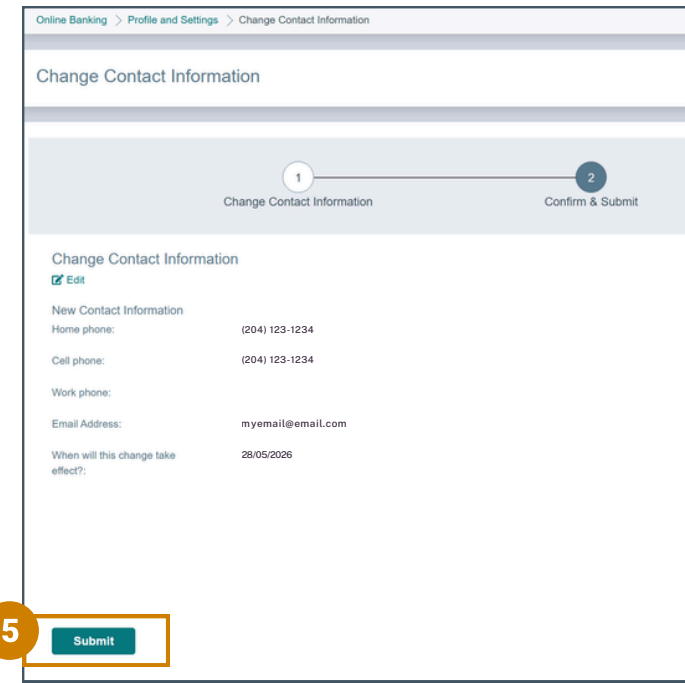 Online Banking > Profile and Settings > Change Contact Information
Change Contact Information
1
2
Change Contact Information
Confirm & Submit
Change Contact Information
Edit
New Contact Information
Home phone: (204) 123-1234
Cell phone: (204) 123-1234
Work phone:
Email Address: myemail@email.com
When will this change take 28/05/2026
effect?:
5
Submit